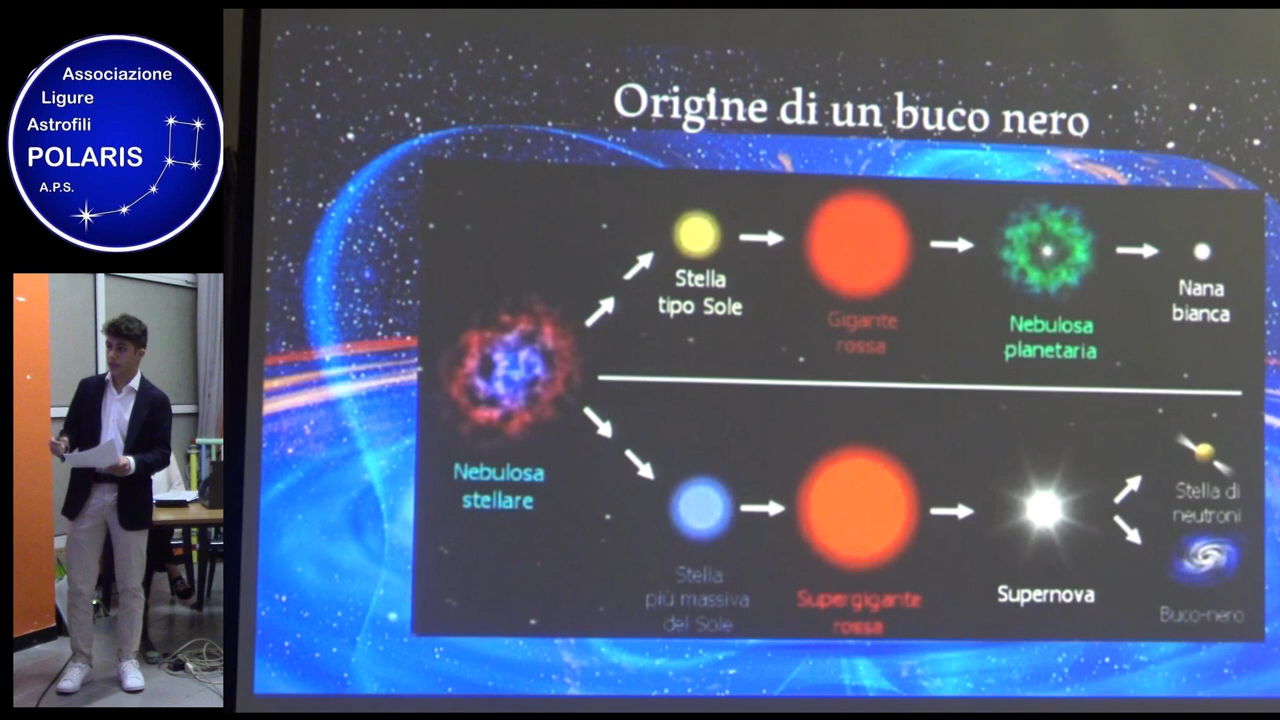 Associazione
Ligure
Astrofili
POLARIS
A.P.S.
Origine di un buco nero
Stella
tipo Sole
Gigante
rossa
Nebulosa
planetaria
Nana
bianca
Nebulosa
stellare
Stella
più massiva
del Sole
Supergigante
rossa
Supernova
Stella di
neutroni
Buco-nero